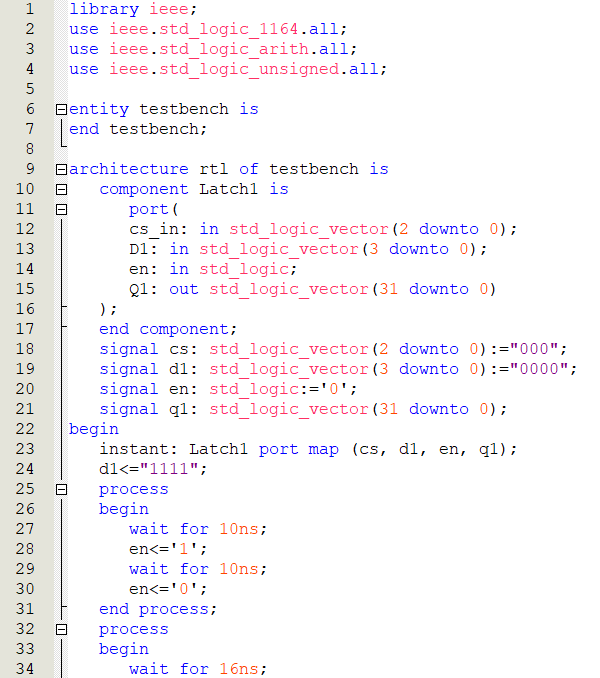 1 library ieee;
2 use ieee.std_logic_1164.all;
3 use ieee.std_logic_arith.all;
4 use ieee.std_logic_unsigned.all;
5
6 entity testbench is
7 end testbench;
8
9 architecture rtl of testbench is
10 component Latch1 is
11 port(
12 cs_in: in std_logic_vector(2 downto 0);
13 D1: in std_logic_vector(3 downto 0);
14 en: in std_logic;
15 Q1: out std_logic_vector(31 downto 0)
16 );
17 end component;
18 signal cs: std_logic_vector(2 downto 0):="000";
19 signal d1: std_logic_vector(3 downto 0):="0000";
20 signal en: std_logic:='0';
21 signal q1: std_logic_vector(31 downto 0);
22 begin
23 instant: Latch1 port map (cs, d1, en, q1);
24 d1<="1111";
25 process
26 begin
27 wait for 10ns;
28 en<='1';
29 wait for 10ns;
30 en<='0';
31 end process;
32 process
33 begin
34 wait for 16ns;